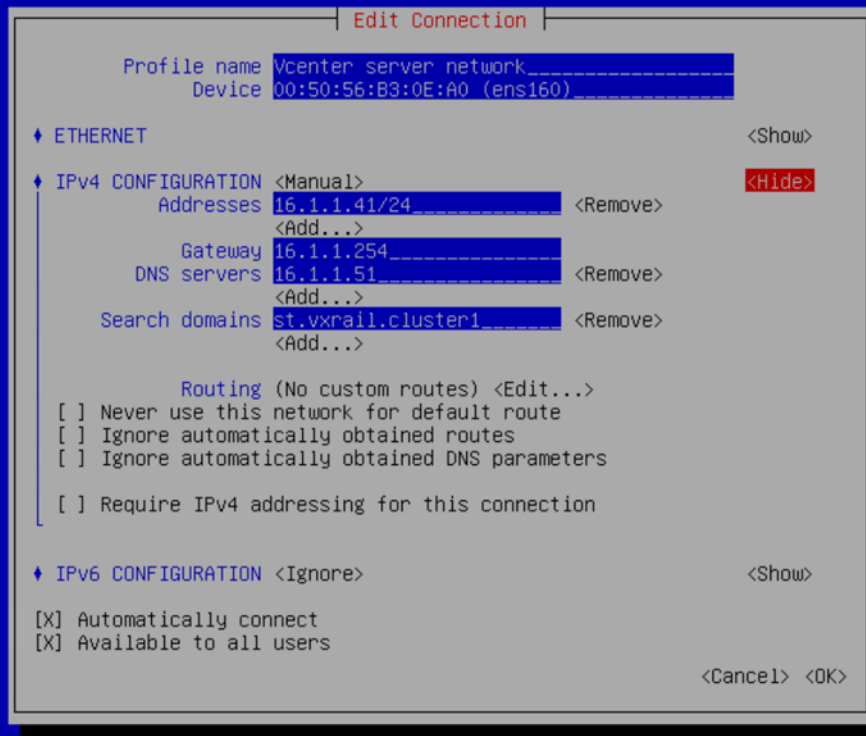 Edit Connection
Profile name Vcenter server network
Device 00:50:56:B3:0E:A0 (ens160)
ETHERNET <Show>
IPv4 CONFIGURATION <Manual> <Hide>
Addresses 16.1.1.41/24 <Remove>
<Add...>
Gateway 16.1.1.254
DNS servers 16.1.1.51 <Remove>
<Add...>
Search domains st.vxrail.cluster1 <Remove>
<Add...>
Routing (No custom routes) <Edit...>
[ ] Never use this network for default route
[ ] Ignore automatically obtained routes
[ ] Ignore automatically obtained DNS parameters
[ ] Require IPv4 addressing for this connection
IPv6 CONFIGURATION <Ignore> <Show>
[X] Automatically connect
[X] Available to all users
<Cancel> <OK>